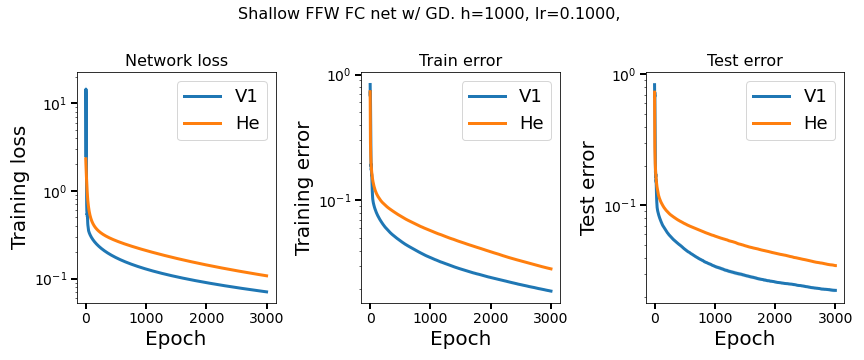 Shallow FFW FC net w/ GD. h=1000, lr=0.1000,
Network loss
Training loss
10¹
10⁰
10⁻¹
V1
He
0 1000 2000 3000
Epoch
Train error
Training error
10⁰
10⁻¹
V1
He
0 1000 2000 3000
Epoch
Test error
Test error
10⁰
10⁻¹
V1
He
0 1000 2000 3000
Epoch